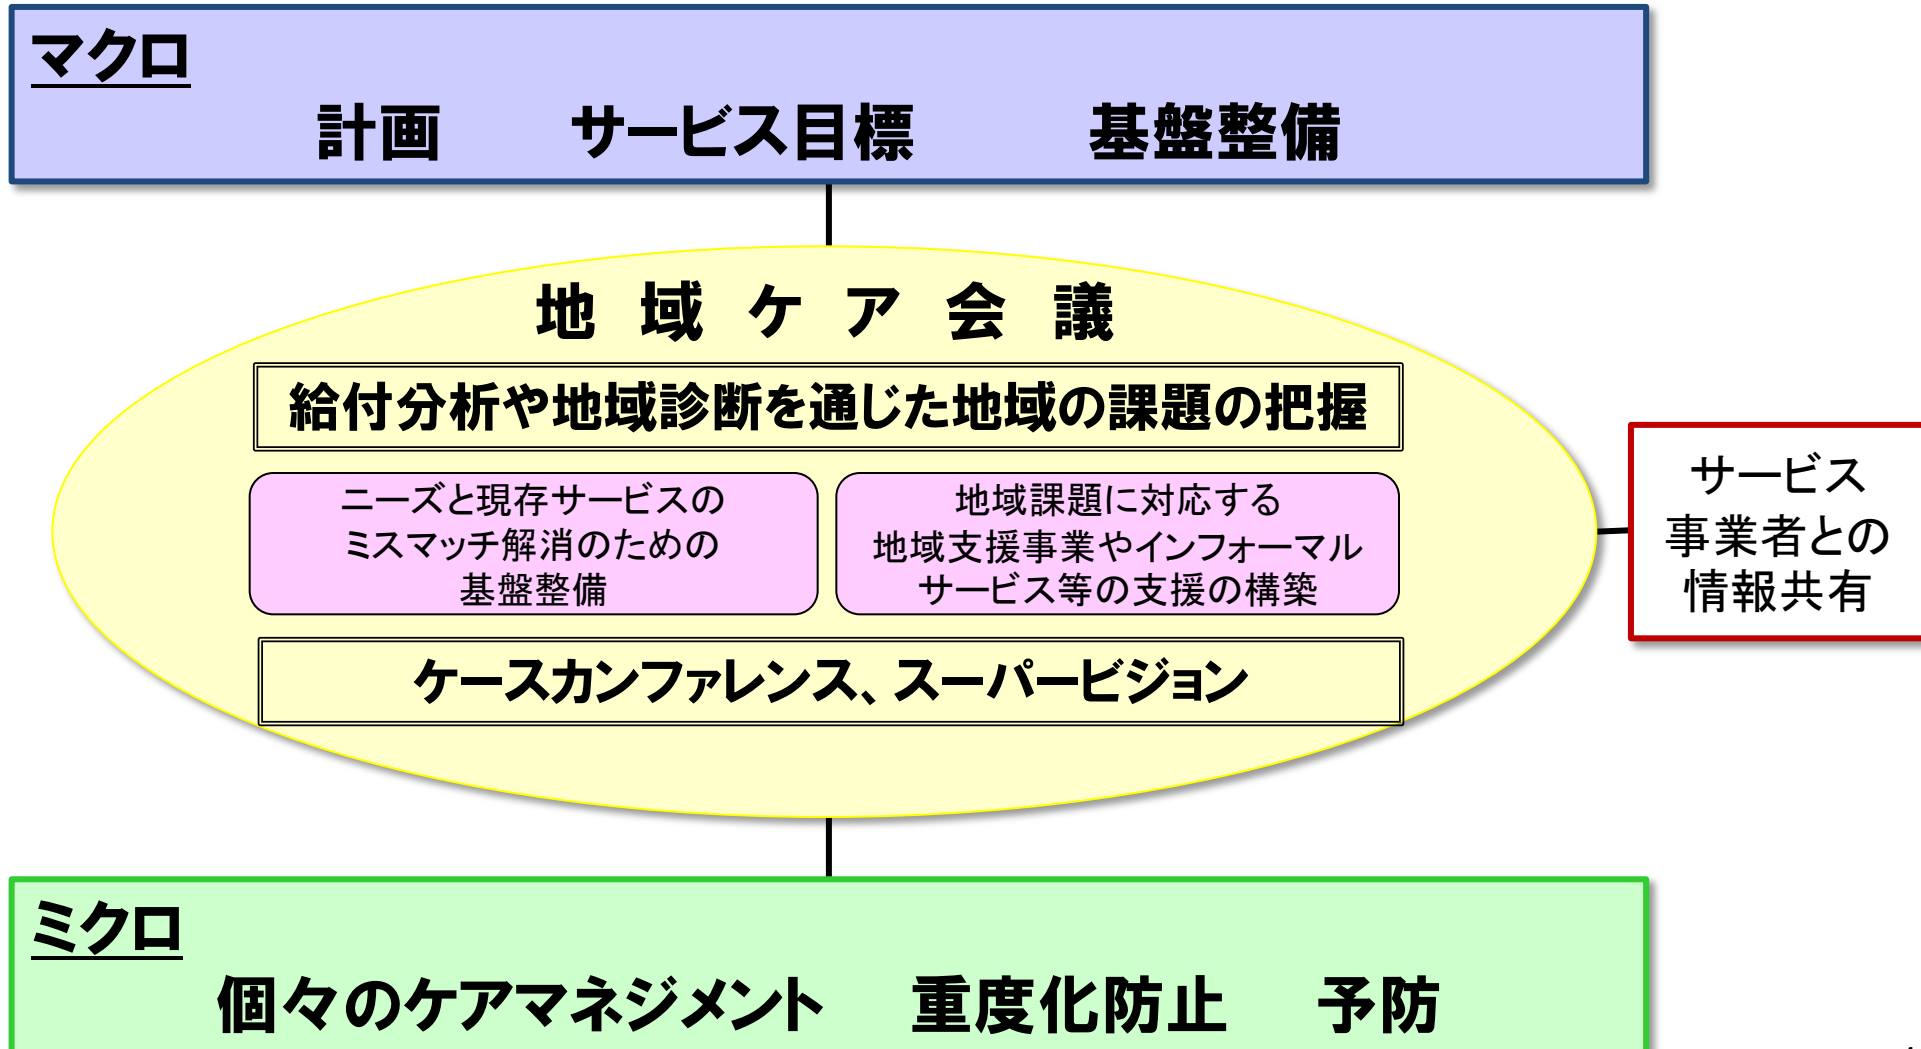 マクロ
計画 サービス目標 基盤整備
地域ケア会議
給付分析や地域診断を通じた地域の課題の把握
ニーズと現存サービスの
ミスマッチ解消のための
基盤整備
地域課題に対応する
地域支援事業やインフォーマル
サービス等の支援の構築
ケースカンファレンス、スーパービジョン
サービス
事業者との
情報共有
ミクロ
個々のケアマネジメント 重度化防止 予防